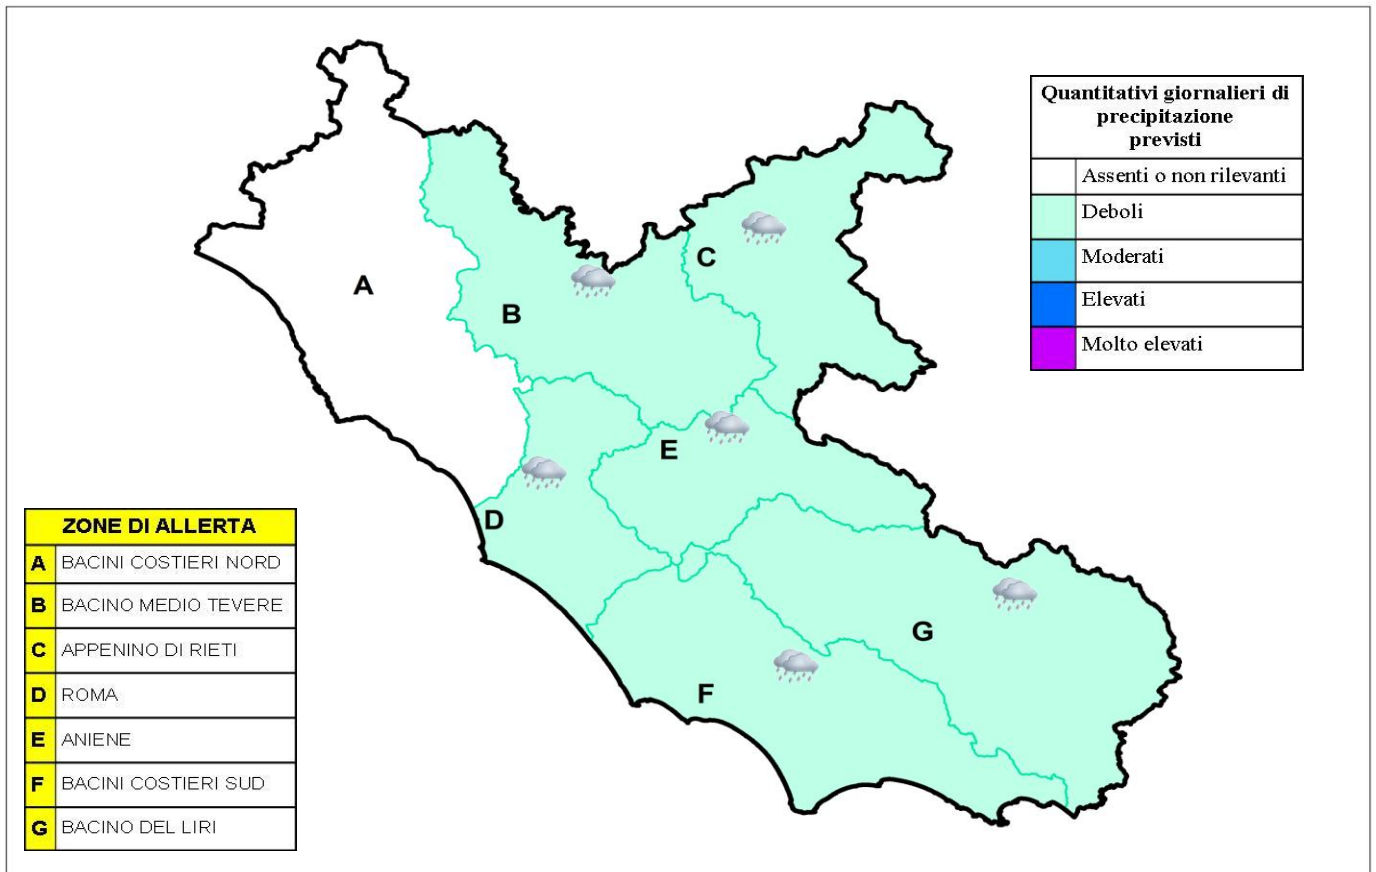 Quantitativi giornalieri di
precipitazione
previsti
Assenti o non rilevanti
Deboli
Moderati
Elevati
Molto elevati
A
B
C
D
E
F
G
ZONE DI ALLERTA
A BACINI COSTIERI NORD
B BACINO MEDIO TEVERE
C APPENINO DI RIETI
D ROMA
E ANIENE
F BACINI COSTIERI SUD
G BACINO DEL LIRI